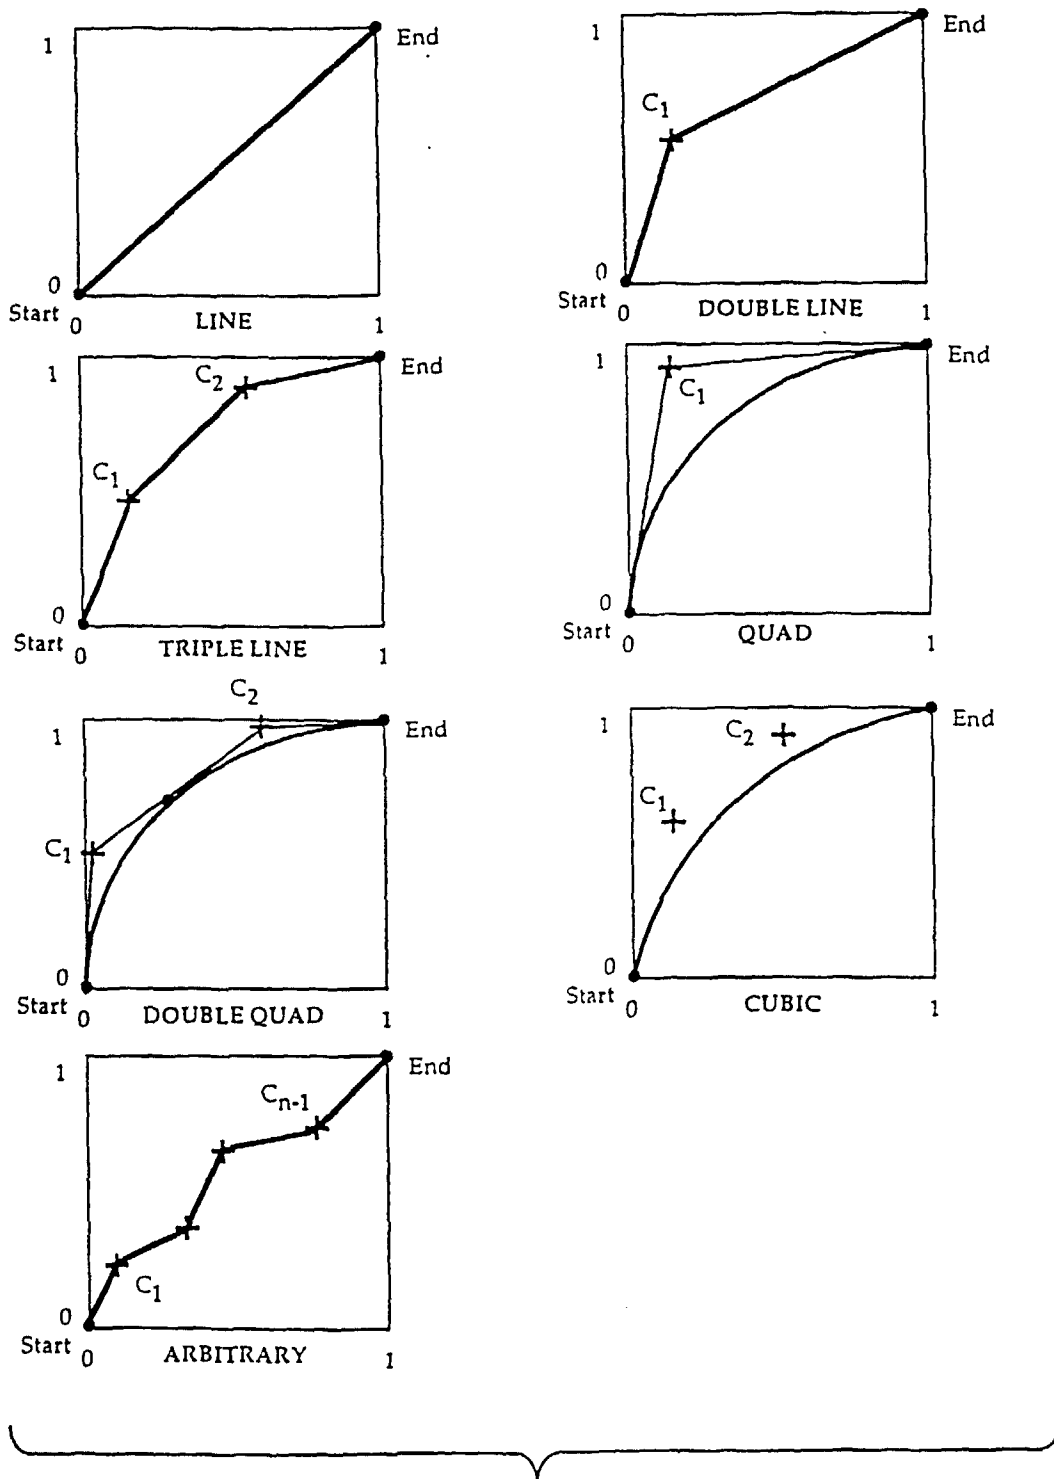 1
End
0
Start
0
LINE
1
1
End
C1
0
Start
0
DOUBLE LINE
1
1
End
C2
C1
0
Start
0
TRIPLE LINE
1
1
End
C1
0
Start
0
QUAD
1
C2
1
End
C1
0
Start
0
DOUBLE QUAD
1
1
End
C2
C1
0
Start
0
CUBIC
1
1
End
Cn-1
C1
0
Start
0
ARBITRARY
1